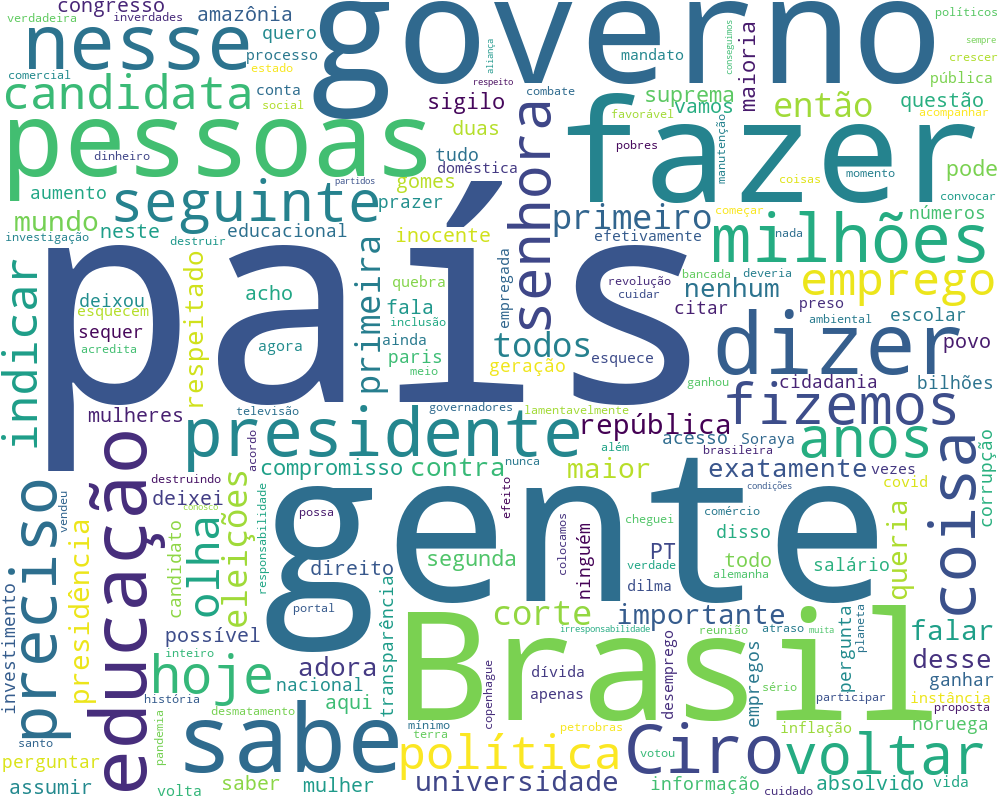 verdadeira
congresso
inverdades
amazônia
governo
políticos
nesse
quero
aliança
conseguimos
maioria
sempre
processo
mandato
crescer
comercial
estado
respeito
pública
candidata
conta
sigilo
combate
suprema
então
questão
social
senhora
vamos
favorável
acompanhar
pessoas
duas
fazer
manutenção
dinheiro
tudo
pobres
coisas
momento
doméstica
pode
partidos
aumento
seguinte
gomes
prazer
convocar
mundo
neste
educacional
inocente
primeiro
começar
números
investigação
destruir
país
efetivamente
milhões
nada
indicar
respeitado
primeira
empregada
revolução
bancada
deveria
emprego
deixou
acho
quebra
cuidar
nenhum
esquecem
fala
citar
preso
escolar
sequer
inclusão
ambiental
acredita
agora
ainda
todos
dizer
povo
paris
esquece
meio
geração
ganhou
cidadania
bilhões
mulheres
televisão
governadores
lamentavelmente
fizemos
presidente
república
acesso
Soraya
anos
acordo
nunca
além
brasileira
educação
compromisso
contra
maior
exatamente
vezes
coisa
corrupção
destruindo
deixei
eleições
gente
efeito
condições
covid
preciso
vendeu
conosco
olha
responsabilidade
possa
colocamos
ninguém
cheguei
comércio
queria
presidência
candidato
direito
segunda
PT
verdade
disso
todo
alemanha
salário
dilma
portal
corte
importante
Brasil
pergunta
planeta
investimento
possível
transparência
irresponsabilidade
reunião
atraso
muita
falar
inteiro
adora
copenhague
desemprego
empregos
sério
desse
hoje
nacional
dívida
ganhar
história
aqui
apenas
participar
instância
proposta
santo
pandemia
desmatamento
sabe
mínimo
terra
petrobras
inflação
noruega
perguntar
política
Ciro
votou
voltar
assumir
volta
saber
mulher
universidade
informação
cuidado
absolvido
vida